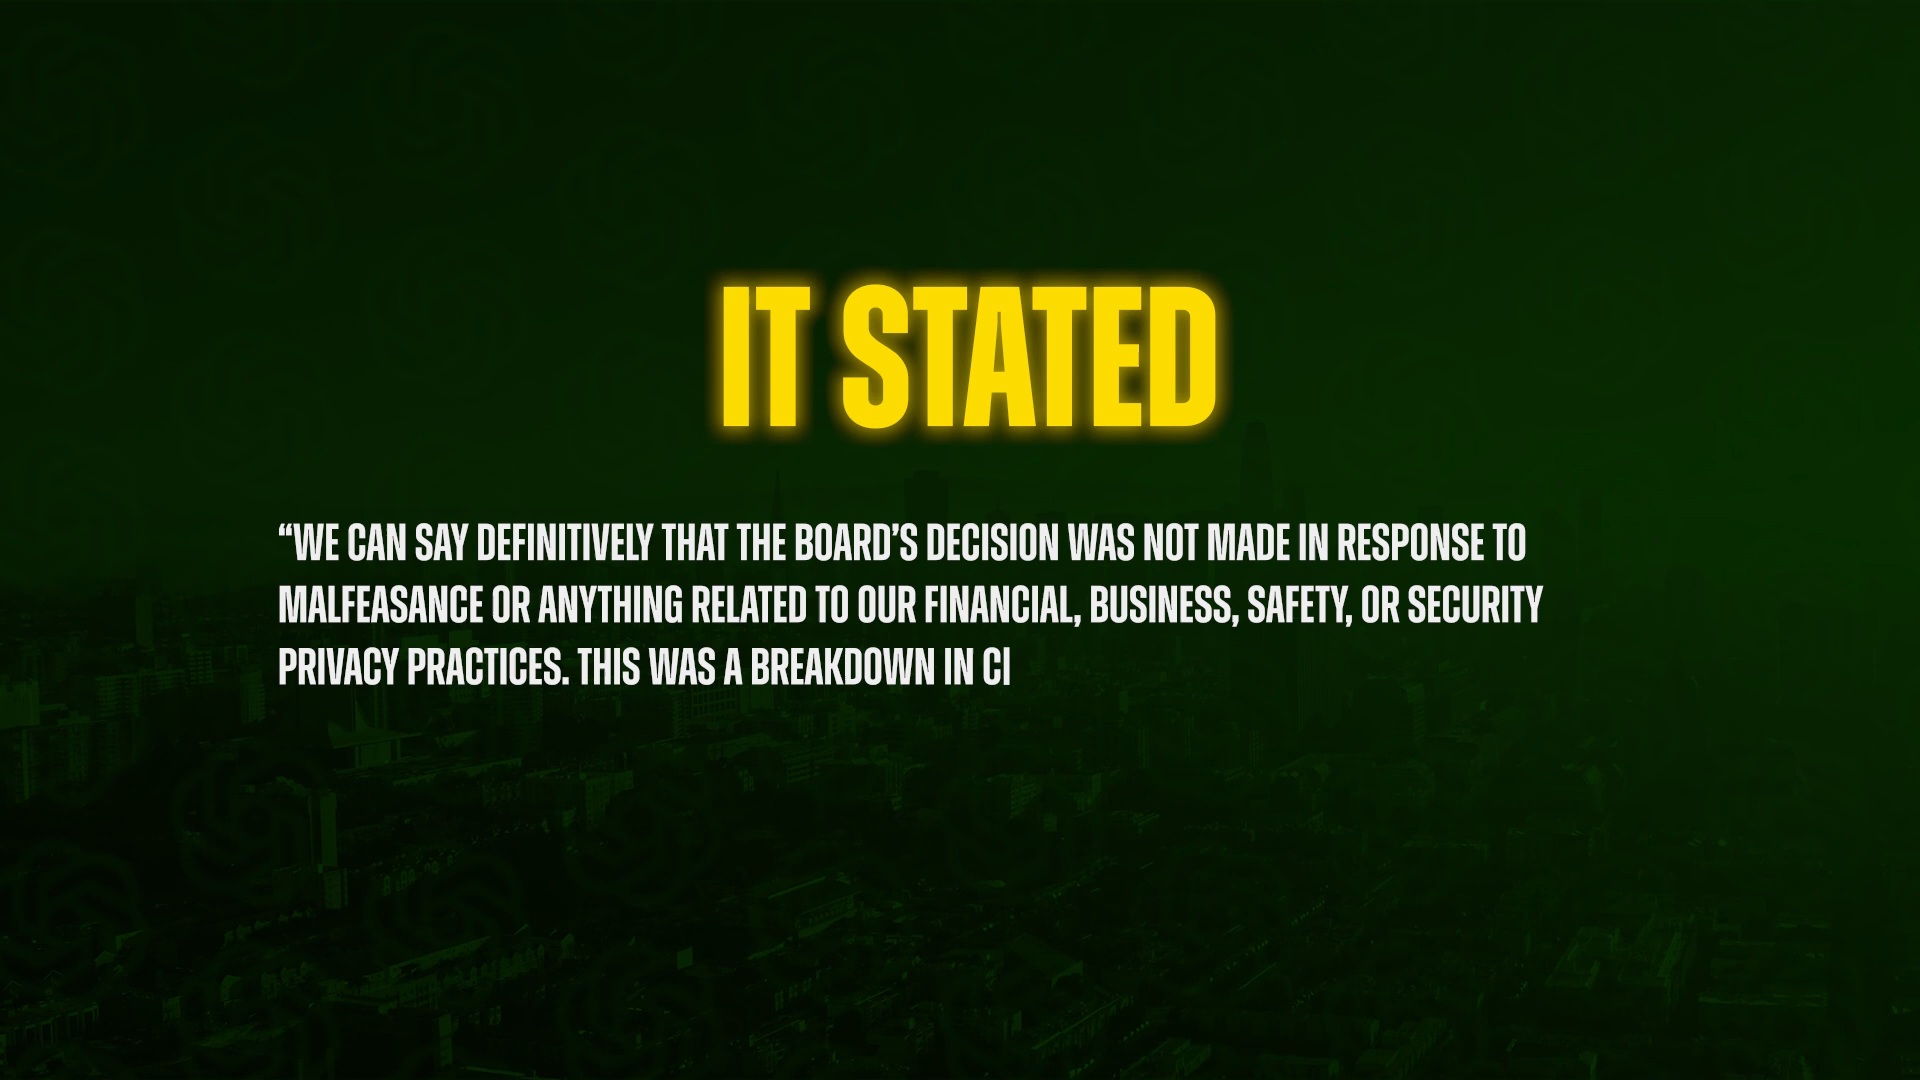 IT STATED
“WE CAN SAY DEFINITIVELY THAT THE BOARD’S DECISION WAS NOT MADE IN RESPONSE TO
MALFEASANCE OR ANYTHING RELATED TO OUR FINANCIAL, BUSINESS, SAFETY, OR SECURITY
PRIVACY PRACTICES. THIS WAS A BREAKDOWN IN C